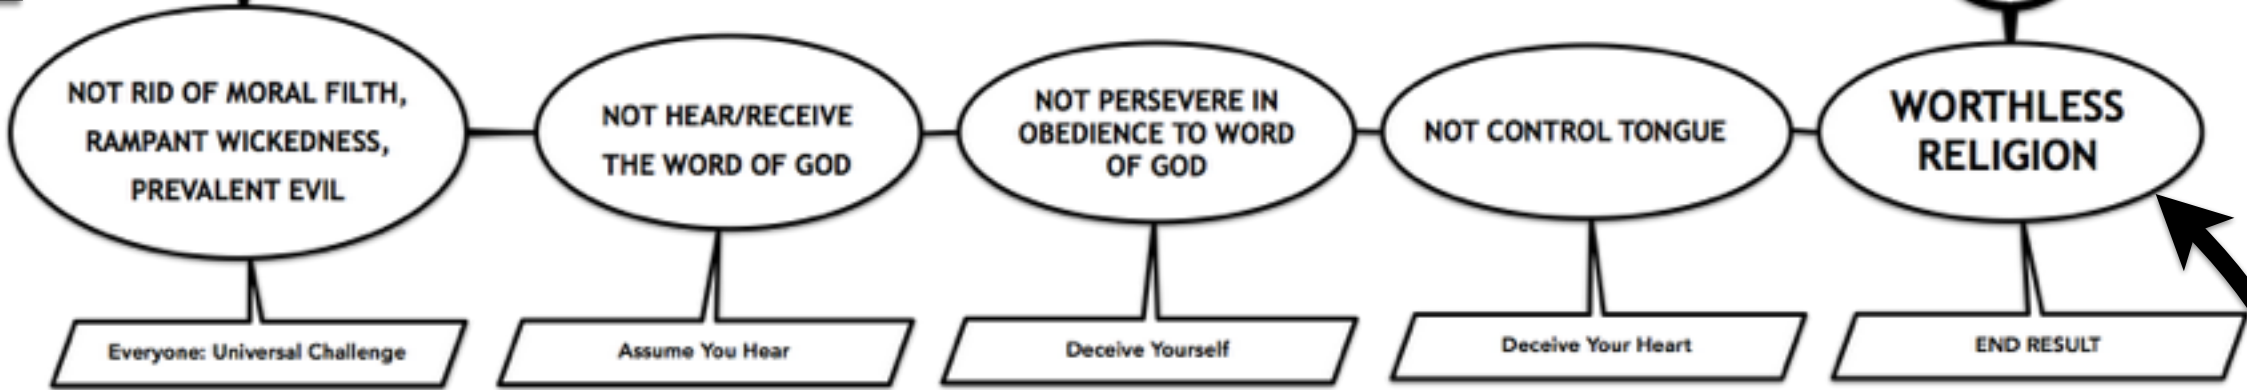 NOT RID OF MORAL FILTH,
RAMPANT WICKEDNESS,
PREVALENT EVIL
NOT HEAR/RECEIVE
THE WORD OF GOD
NOT PERSEVERE IN
OBEDIENCE TO WORD
OF GOD
NOT CONTROL TONGUE
WORTHLESS
RELIGION
Everyone: Universal Challenge
Assume You Hear
Deceive Yourself
Deceive Your Heart
END RESULT